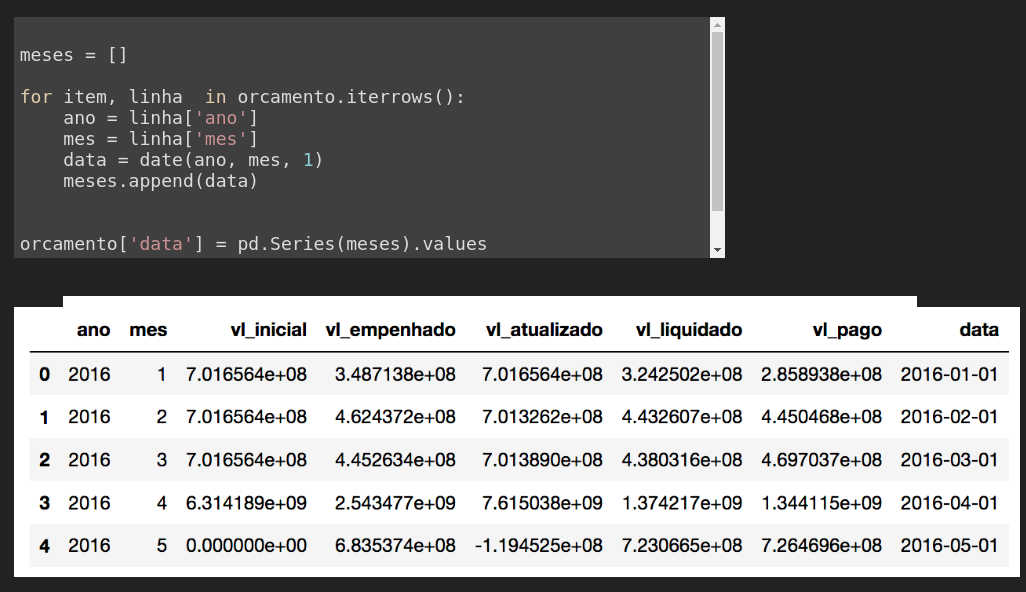 meses = []
for item, linha  in orcamento.iterrows():
    ano = linha['ano']
    mes = linha['mes']
    data = date(ano, mes, 1)
    meses.append(data)
orcamento['data'] = pd.Series(meses).values
ano mes vl_inicial vl_empenhado vl_atualizado vl_liquidado vl_pago data
0 2016 1 7.016564e+08 3.487138e+08 7.016564e+08 3.242502e+08 2.858938e+08 2016-01-01
1 2016 2 7.016564e+08 4.624372e+08 7.013262e+08 4.432607e+08 4.450468e+08 2016-02-01
2 2016 3 7.016564e+08 4.452634e+08 7.013890e+08 4.380316e+08 4.697037e+08 2016-03-01
3 2016 4 6.314189e+09 2.543477e+09 7.615038e+09 1.374217e+09 1.344115e+09 2016-04-01
4 2016 5 0.000000e+00 6.835374e+08 -1.194525e+08 7.230665e+08 7.264696e+08 2016-05-01